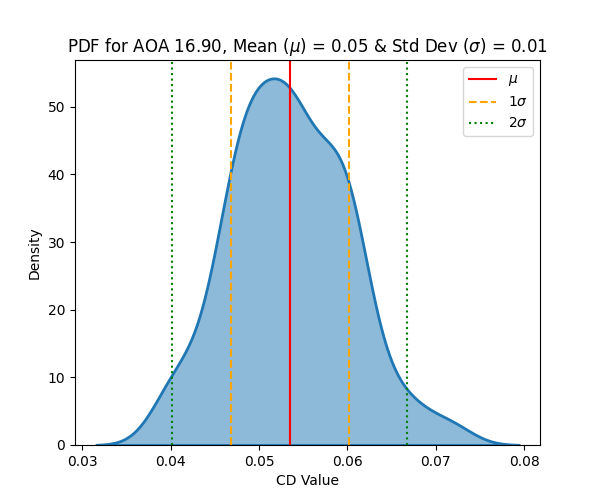 PDF for AOA 16.90, Mean (μ) = 0.05 & Std Dev (σ) = 0.01
μ
1σ
2σ
50
40
30
20
10
0
Density
0.03 0.04 0.05 0.06 0.07 0.08
CD Value